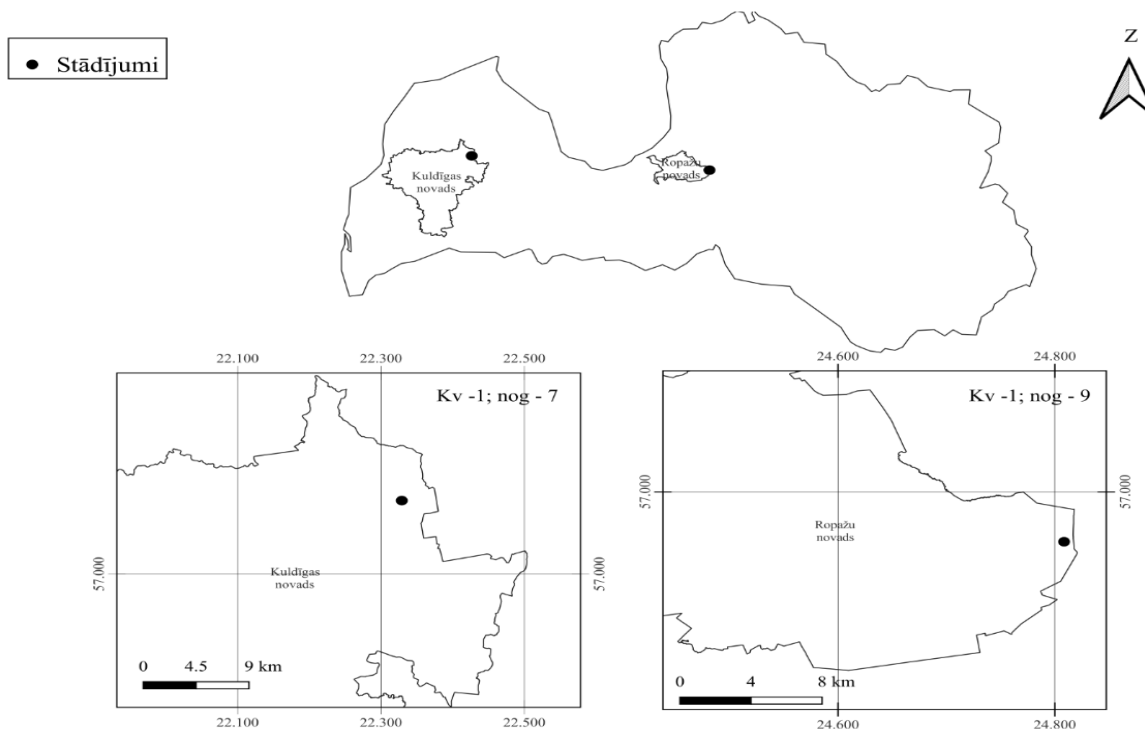 Stādījumi
Z
Kuldīgas
novads
Ropažu
novads
22.100
22.300
22.500
Kv -1; nog - 7
57.000
57.000
Kuldīgas
novads
0
4.5
9 km
22.100
22.300
22.500
24.600
24.800
Kv -1; nog - 9
57.000
57.000
Ropažu
novads
0
4
8 km
24.600
24.800